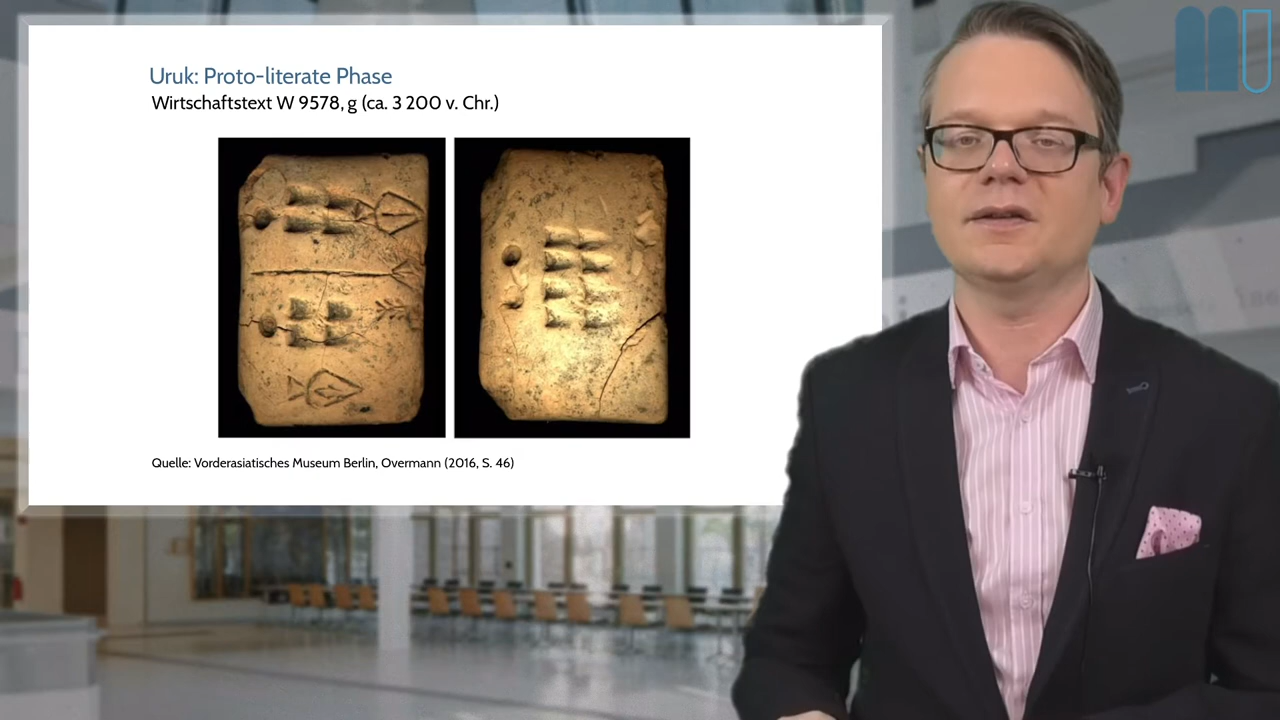 Uruk: Proto-literate Phase
Wirtschaftstext W 9578, g (ca. 3 200 v. Chr.)
Quelle: Vorderasiatisches Museum Berlin, Overmann (2016, S. 46)